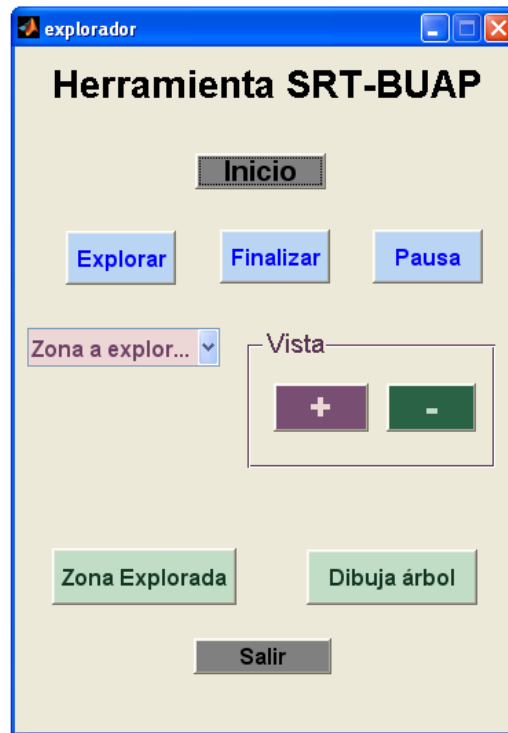 explorador
Herramienta SRT-BUAP
Inicio
Explorar Finalizar Pausa
Zona a explor... Vista
+ -
Zona Explorada Dibuja árbol
Salir